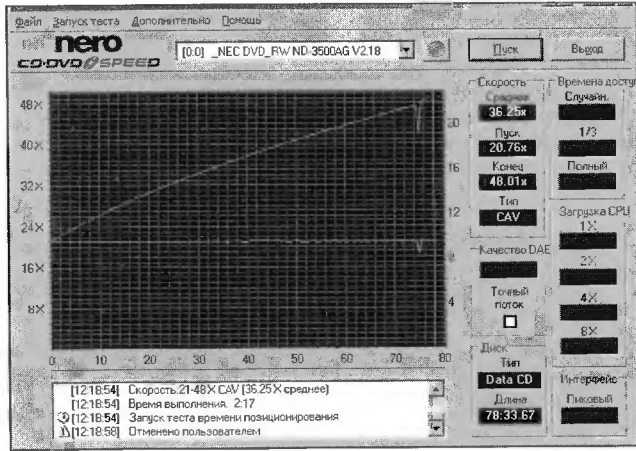 Файл Запуск теста Дополнительно Помощь
nero
CD·DVD SPEED
[0:0] _NEC DVD_RW ND-3500AG V2.18
Пуск
Выход
Скорость
Среднее
36.25x
Пуск
20.76x
Конец
48.01x
Тип
CAV
Времена доступ
Случайн.
1/3
Полный
Загрузка CPU
1X
2X
4X
8X
Качество DAE
Точный
поток
Диск
Тип
Data CD
Длина
78:33.67
Интерфейс
Пиковый
48X
40X
32X
24X
16X
8X
20
16
12
8
4
0 10 20 30 40 50 60 70 80
[12:18:54] Скорость:21-48 X CAV (36.25 X среднее)
[12:18:54] Время выполнения. 2:17
[12:18:54] Запуск теста времени позиционирования
[12:18:58] Отменено пользователем